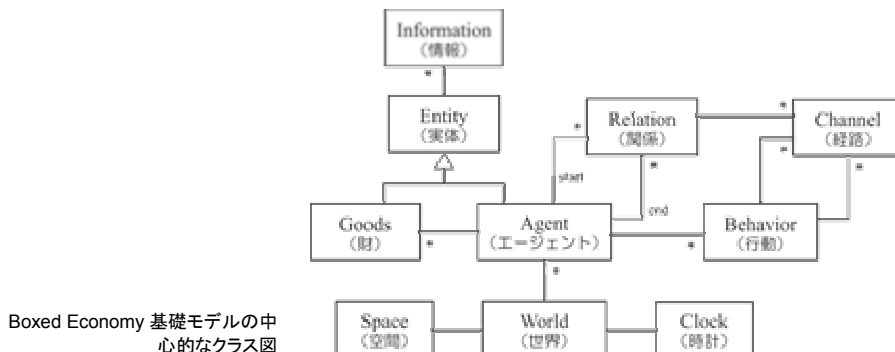 Information
(情報)
*
Entity
(実体)
Relation
(関係)
*
*
*
Channel
(経路)
*
*
*
start
end
Goods
(財)
*
Agent
(エージェント)
*
Behavior
(行動)
*
Boxed Economy 基礎モデルの中
心的なクラス図
Space
(空間)
World
(世界)
Clock
(時計)